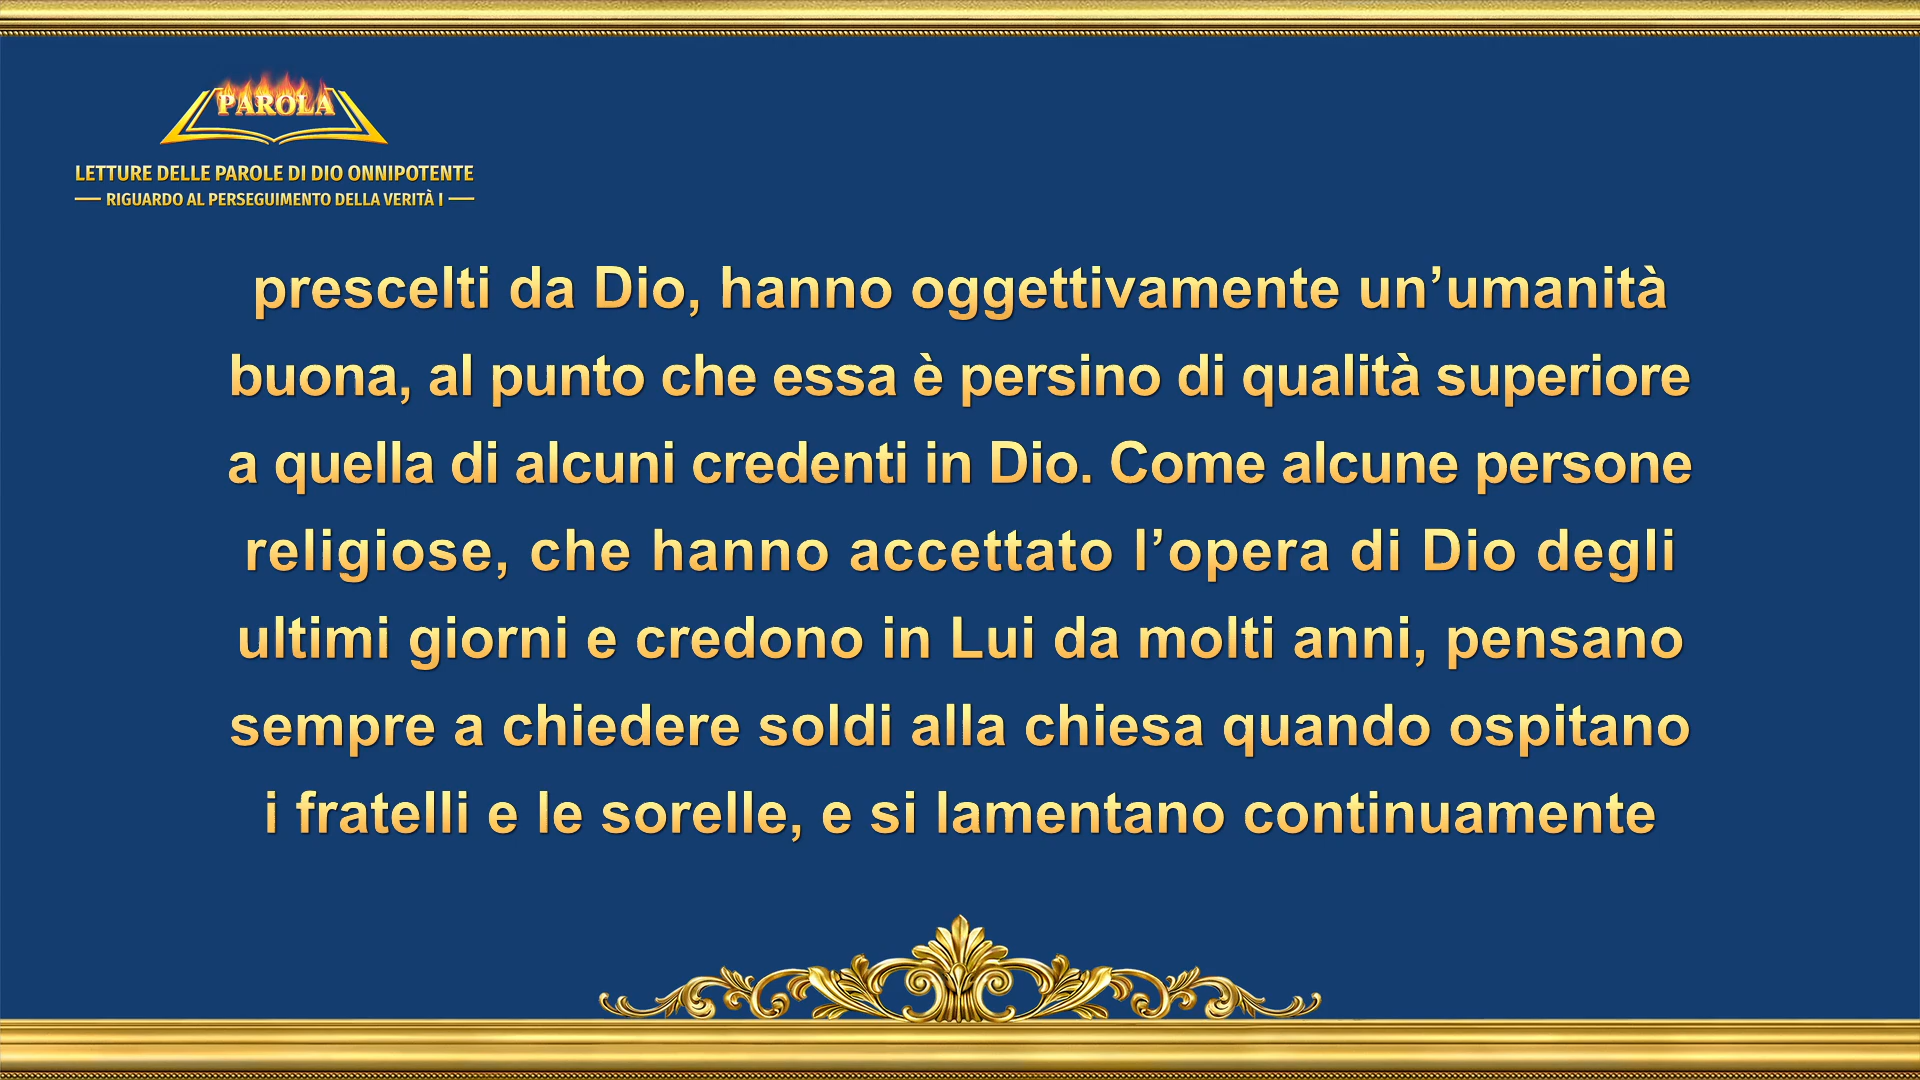 PAROLA
LETTURE DELLE PAROLE DI DIO ONNIPOTENTE
RIGUARDO AL PERSEGUIMENTO DELLA VERITÀ I
prescelti da Dio, hanno oggettivamente un’umanità
buona, al punto che essa è persino di qualità superiore
a quella di alcuni credenti in Dio. Come alcune persone
religiose, che hanno accettato l’opera di Dio degli
ultimi giorni e credono in Lui da molti anni, pensano
sempre a chiedere soldi alla chiesa quando ospitano
i fratelli e le sorelle, e si lamentano continuamente